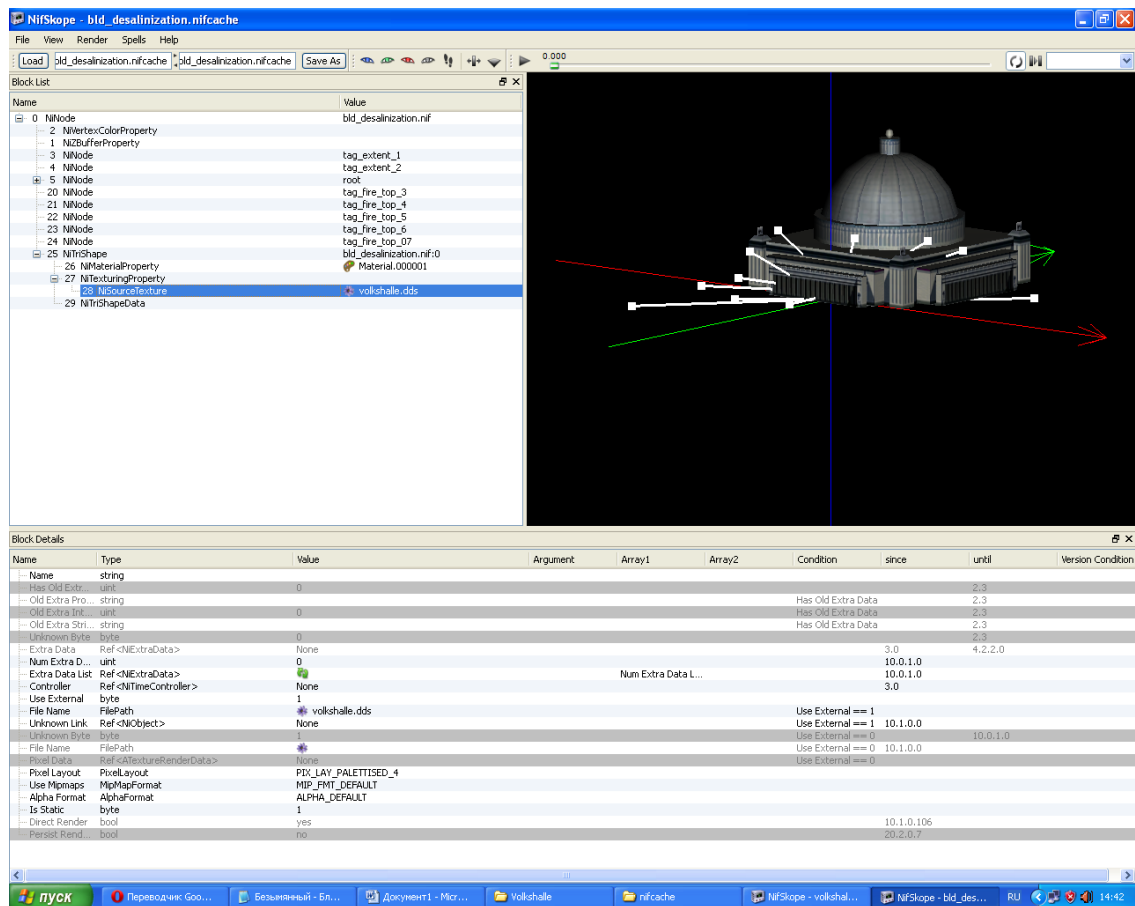 NifSkope - bld_desalinization.nifcache
File View Render Spells Help
Load bld_desalinization.nifcache bld_desalinization.nifcache Save As 0.000
Block List
Name Value
0 NiNode bld_desalinization.nif
2 NiVertexColorProperty
1 NiZBufferProperty
3 NiNode tag_extent_1
4 NiNode tag_extent_2
5 NiNode root
20 NiNode tag_fire_top_3
21 NiNode tag_fire_top_4
22 NiNode tag_fire_top_5
23 NiNode tag_fire_top_6
24 NiNode tag_fire_top_07
25 NiTriShape bld_desalinization.nif:0
26 NiMaterialProperty Material.000001
27 NiTexturingProperty
28 NiSourceTexture volkshalle.dds
29 NiTriShapeData
Block Details
Name Type Value Argument Array1 Array2 Condition since until Version Condition
Name string
Has Old Extr... uint 0 2.3
Old Extra Pro... string Has Old Extra Data 2.3
Old Extra Int... uint 0 Has Old Extra Data 2.3
Old Extra Stri... string Has Old Extra Data 2.3
Unknown Byte byte 0 2.3
Extra Data Ref<NiExtraData> None 3.0 4.2.2.0
Num Extra D... uint 0 10.0.1.0
Extra Data List Ref<NiExtraData> Num Extra Data L... 10.0.1.0
Controller Ref<NiTimeController> None 3.0
Use External byte 1
File Name FilePath volkshalle.dds Use External == 1
Unknown Link Ref<NiObject> None Use External == 1 10.1.0.0
Unknown Byte byte 1 Use External == 0 10.0.1.0
File Name FilePath Use External == 0 10.1.0.0
Pixel Data Ref<ATextureRenderData> None Use External == 0
Pixel Layout PixelLayout PIX_LAY_PALETTISED_4
Use Mipmaps MipMapFormat MIP_FMT_DEFAULT
Alpha Format AlphaFormat ALPHA_DEFAULT
Is Static byte 1
Direct Render bool yes 10.1.0.106
Persist Rend... bool no 20.2.0.7
пуск Переводчик Goo... Безымянный - Бл... Документ1 - Micr... Volkshalle nifcache NifSkope - volkshal... NifSkope - bld_des... RU 14:42